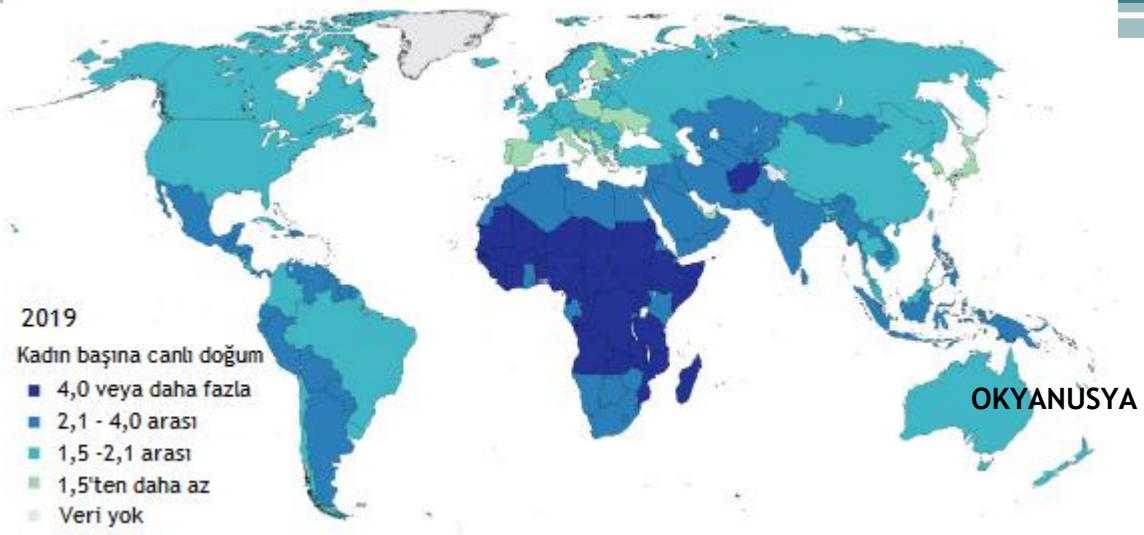 2019
Kadın başına canlı doğum
4,0 veya daha fazla
2,1 - 4,0 arası
1,5 -2,1 arası
1,5'ten daha az
Veri yok
OKYANUSYA